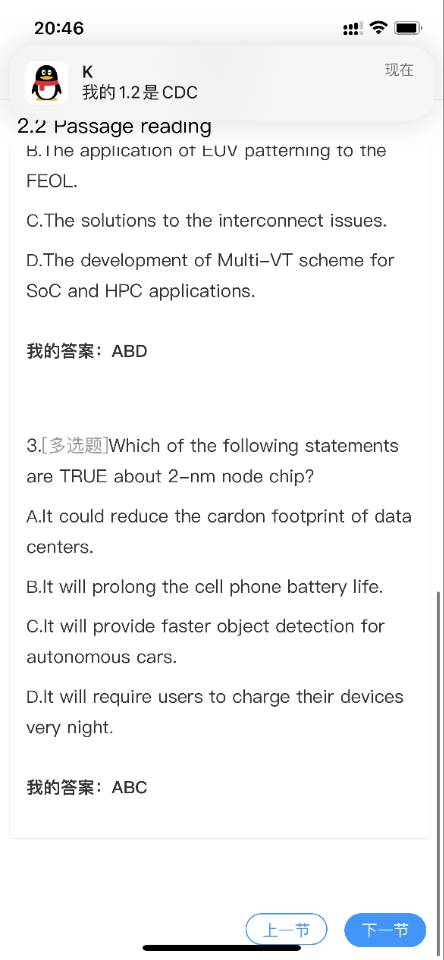 20:46
K
现在
我的1.2是CDC
2.2 Passage reading
B.The application of EUV patterning to the
FEOL.
C.The solutions to the interconnect issues.
D.The development of Multi-VT scheme for
SoC and HPC applications.
我的答案：ABD
3.[多选题]Which of the following statements
are TRUE about 2-nm node chip?
A.It could reduce the cardon footprint of data
centers.
B.It will prolong the cell phone battery life.
C.It will provide faster object detection for
autonomous cars.
D.It will require users to charge their devices
very night.
我的答案：ABC
上一节
下一节